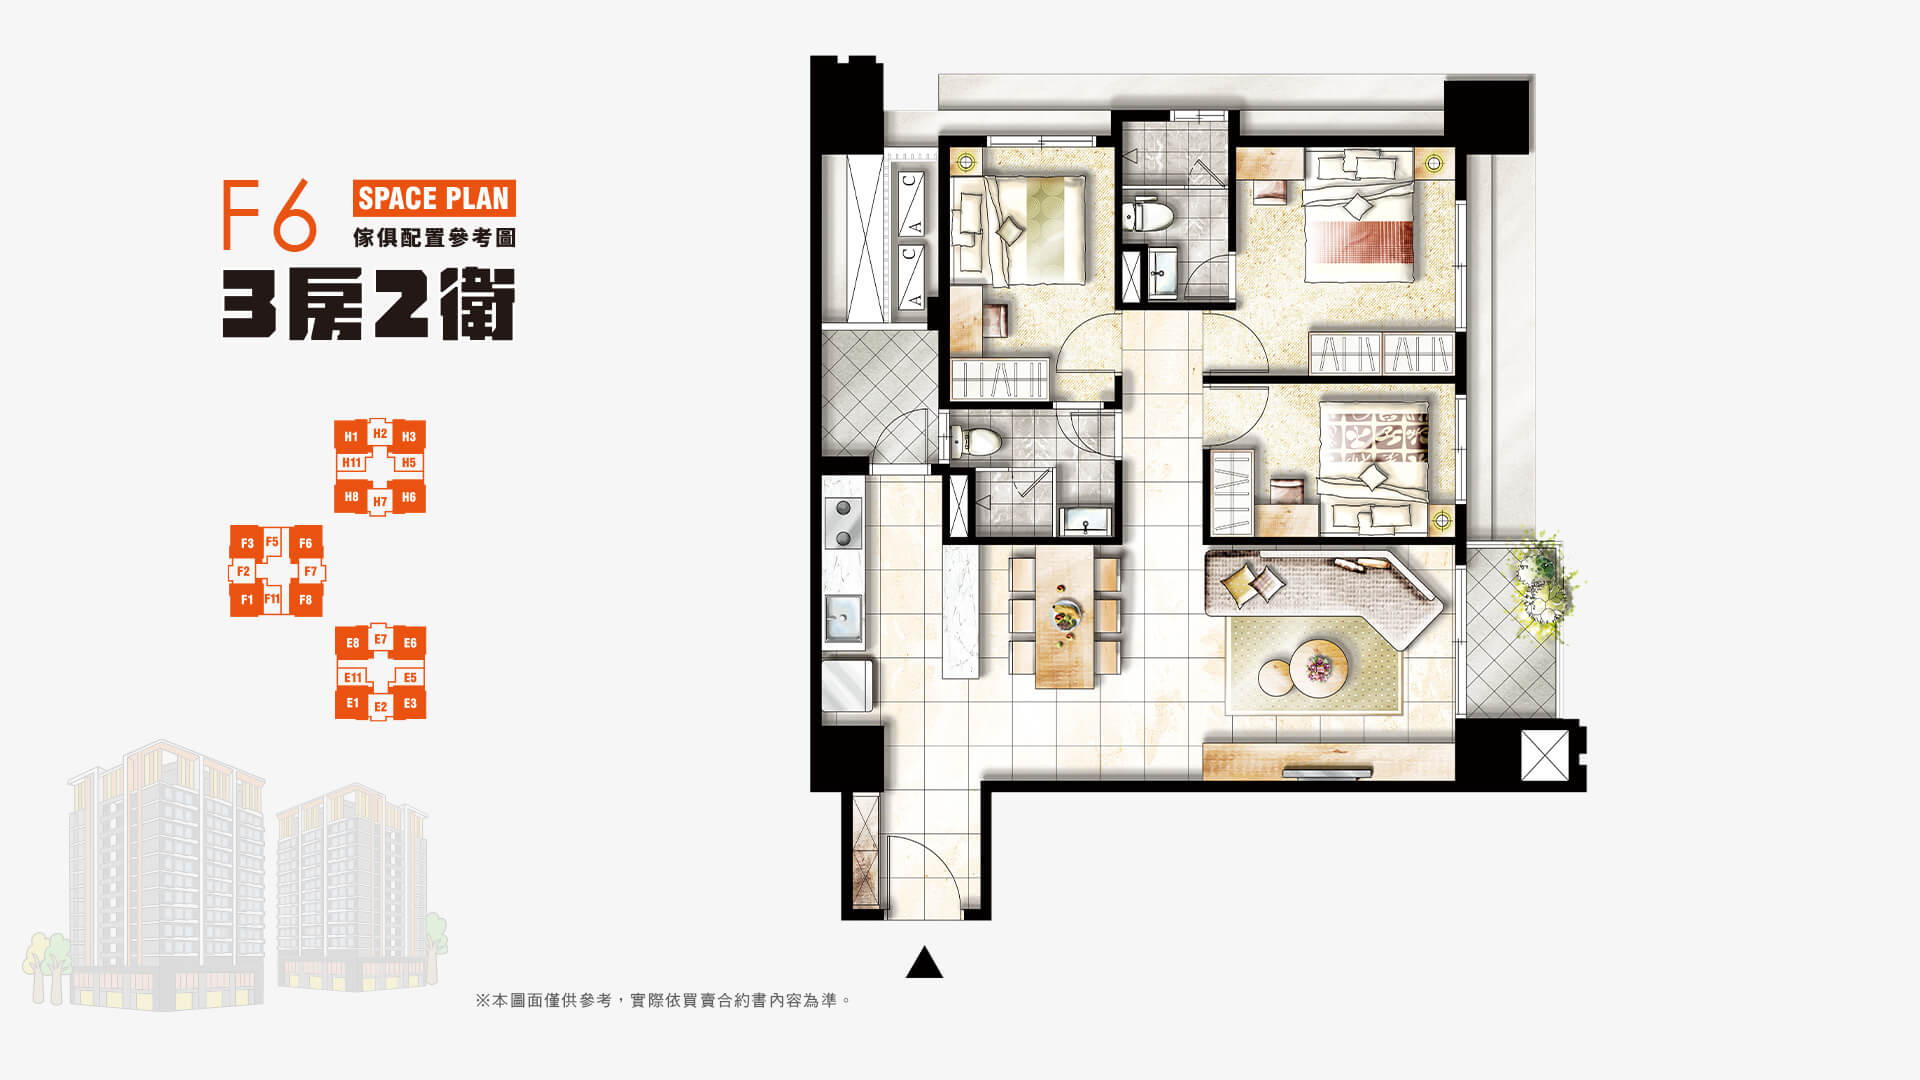 F6
SPACE PLAN
傢俱配置參考圖
3房2衛
H1 H2 H3
H11 H5
H8 H7 H6
F3 F5 F6
F2 F7
F1 F11 F8
E8 E7 E6
E11 E5
E1 E2 E3
A C
A C
※本圖面僅供參考，實際依買賣合約書內容為準。